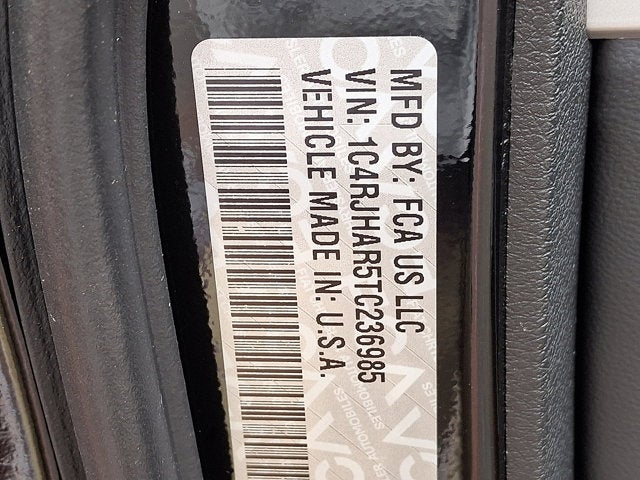 MFD BY: FCA US LLC
VIN: 1C4RJHAR5TC236985
VEHICLE MADE IN: U.S.A.